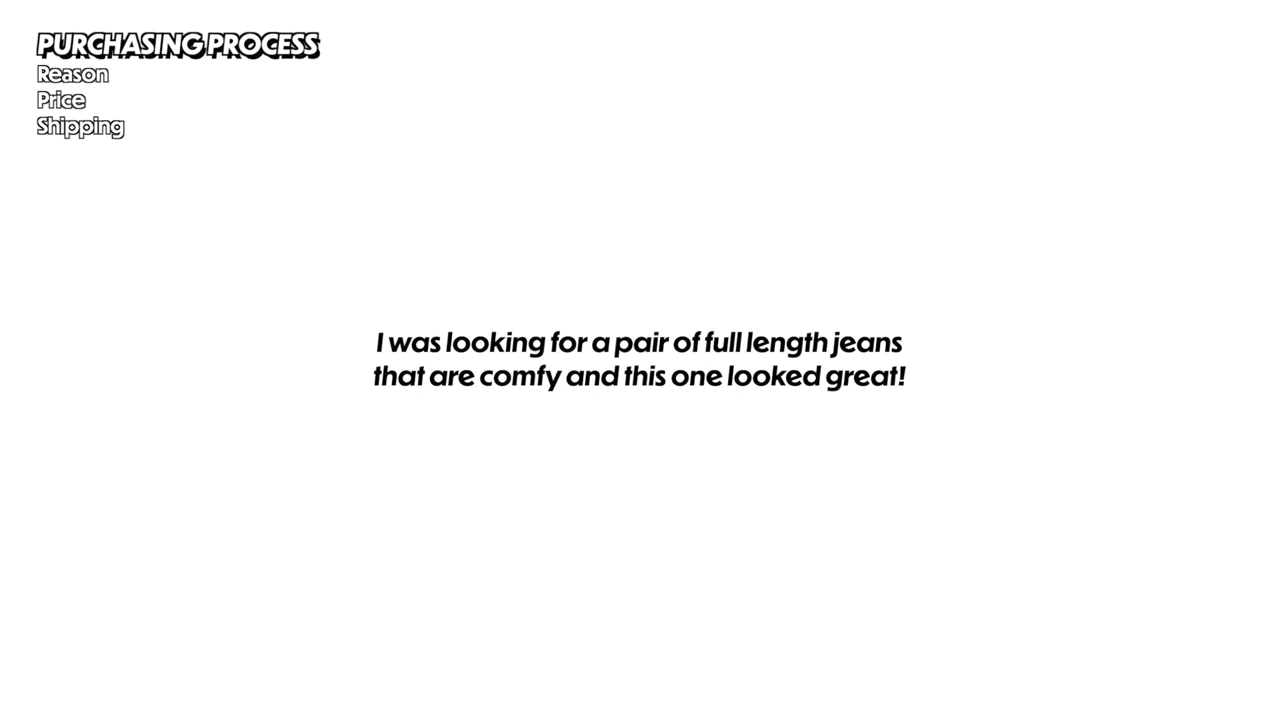 PURCHASING PROCESS
Reason
Price
Shipping
I was looking for a pair of full length jeans
that are comfy and this one looked great!